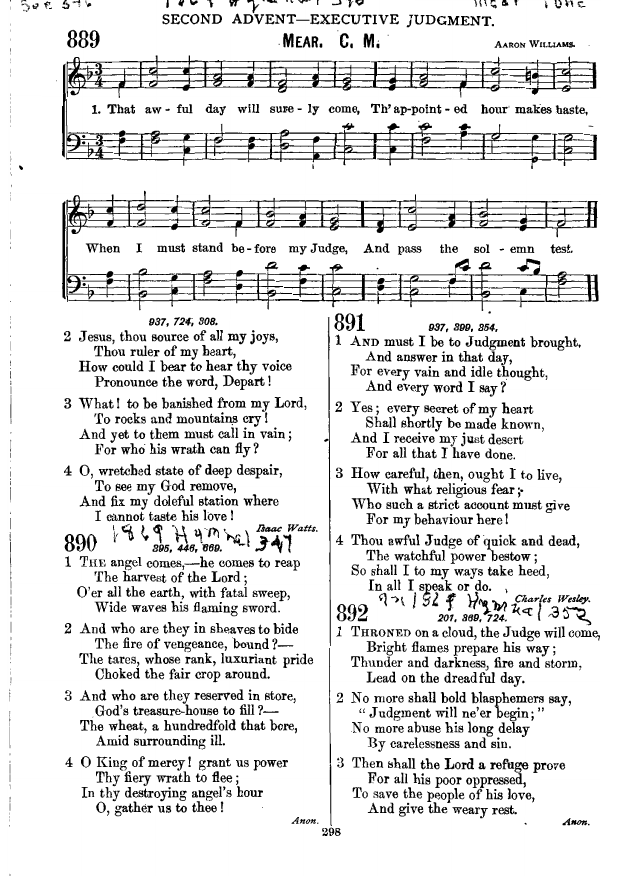 SECOND ADVENT—EXECUTIVE JUDGMENT.
889
MEAR. C. M.
AARON WILLIAMS.
1. That aw - ful day will sure - ly come, Th' ap-point - ed hour makes haste,
When I must stand be-fore my Judge, And pass the sol - emn test.
937, 724, 308.
2 Jesus, thou source of all my joys,
Thou ruler of my heart,
How could I bear to hear thy voice
Pronounce the word, Depart!
3 What! to be banished from my Lord,
To rocks and mountains cry!
And yet to them must call in vain;
For who his wrath can fly?
4 O, wretched state of deep despair,
To see my God remove,
And fix my doleful station where
I cannot taste his love!
Isaac Watts.
1869 Hymnal 347
890
395, 446, 669.
1 THE angel comes,—he comes to reap
The harvest of the Lord;
O'er all the earth, with fatal sweep,
Wide waves his flaming sword.
2 And who are they in sheaves to bide
The fire of vengeance, bound?—
The tares, whose rank, luxuriant pride
Choked the fair crop around.
3 And who are they reserved in store,
God's treasure-house to fill?—
The wheat, a hundredfold that bore,
Amid surrounding ill.
4 O King of mercy! grant us power
Thy fiery wrath to flee;
In thy destroying angel's hour
O, gather us to thee!
Anon.
891
937, 399, 354.
1 AND must I be to Judgment brought,
And answer in that day,
For every vain and idle thought,
And every word I say?
2 Yes; every secret of my heart
Shall shortly be made known,
And I receive my just desert
For all that I have done.
3 How careful, then, ought I to live,
With what religious fear;
Who such a strict account must give
For my behaviour here!
4 Thou awful Judge of quick and dead,
The watchful power bestow;
So shall I to my ways take heed,
In all I speak or do.
Charles Wesley.
1869 Hymnal 352
892
201, 369, 724.
1 THRONED on a cloud, the Judge will come,
Bright flames prepare his way;
Thunder and darkness, fire and storm,
Lead on the dreadful day.
2 No more shall bold blasphemers say,
"Judgment will ne'er begin;"
No more abuse his long delay
By carelessness and sin.
3 Then shall the Lord a refuge prove
For all his poor oppressed,
To save the people of his love,
And give the weary rest.
Anon.
298